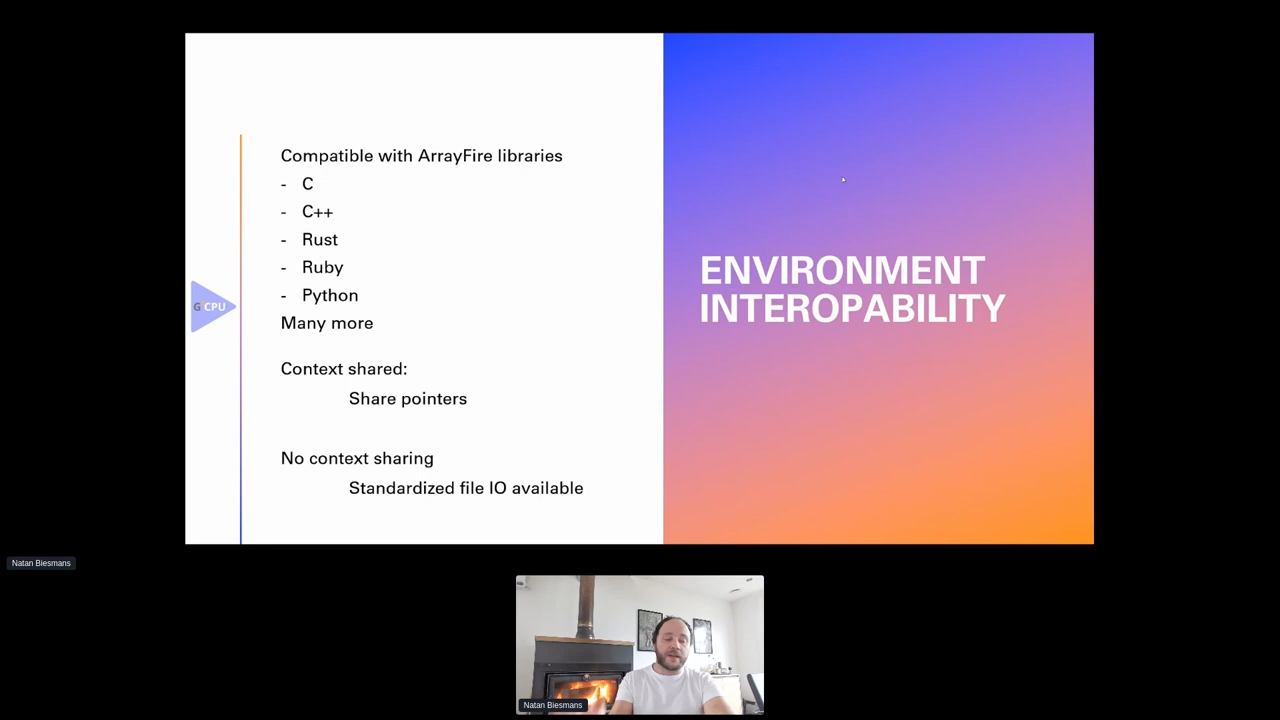 Compatible with ArrayFire libraries
- C
- C++
- Rust
- Ruby
- Python
Many more
Context shared:
Share pointers
No context sharing
Standardized file IO available
G CPU
ENVIRONMENT
INTEROPABILITY
Natan Biesmans
Natan Biesmans